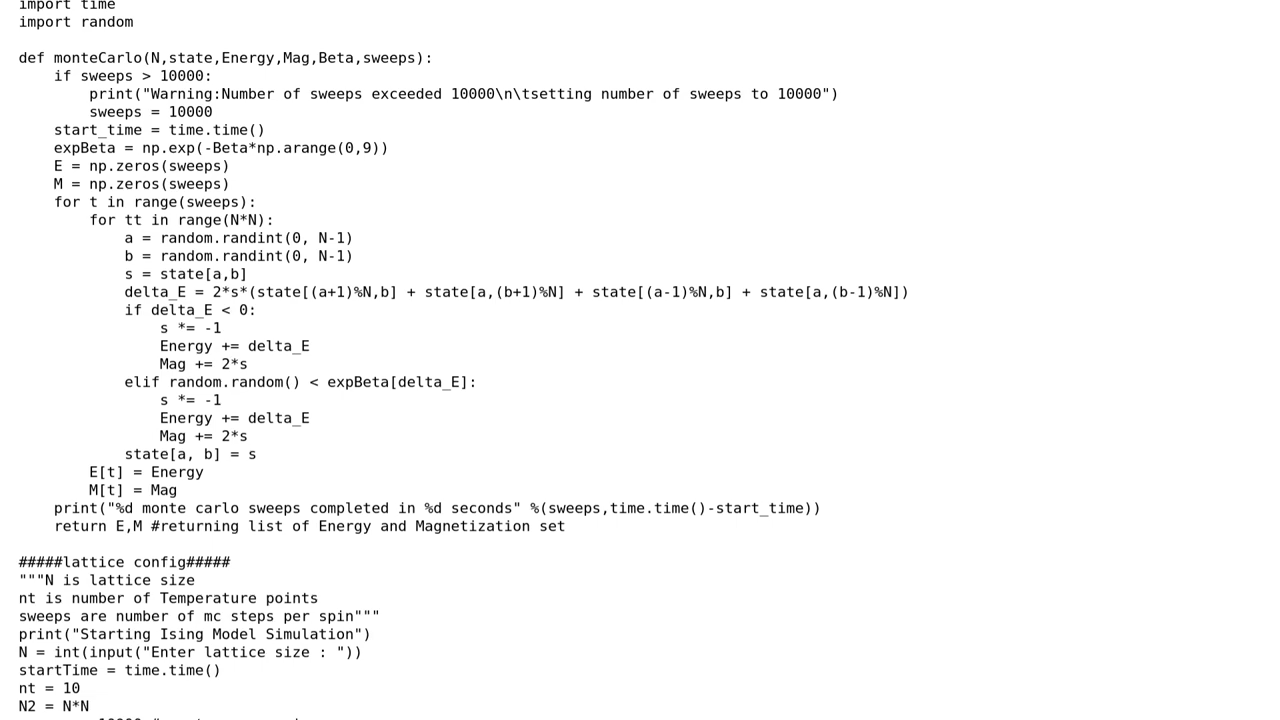 import time
import random

def monteCarlo(N,state,Energy,Mag,Beta,sweeps):
    if sweeps > 10000:
        print("Warning:Number of sweeps exceeded 10000\n\tsetting number of sweeps to 10000")
        sweeps = 10000
    start_time = time.time()
    expBeta = np.exp(-Beta*np.arange(0,9))
    E = np.zeros(sweeps)
    M = np.zeros(sweeps)
    for t in range(sweeps):
        for tt in range(N*N):
            a = random.randint(0, N-1)
            b = random.randint(0, N-1)
            s = state[a,b]
            delta_E = 2*s*(state[(a+1)%N,b] + state[a,(b+1)%N] + state[(a-1)%N,b] + state[a,(b-1)%N])
            if delta_E < 0:
                s *= -1
                Energy += delta_E
                Mag += 2*s
            elif random.random() < expBeta[delta_E]:
                s *= -1
                Energy += delta_E
                Mag += 2*s
            state[a, b] = s
        E[t] = Energy
        M[t] = Mag
    print("%d monte carlo sweeps completed in %d seconds" %(sweeps,time.time()-start_time))
    return E,M #returning list of Energy and Magnetization set

#####lattice config#####
"""N is lattice size
nt is number of Temperature points
sweeps are number of mc steps per spin"""
print("Starting Ising Model Simulation")
N = int(input("Enter lattice size : "))
startTime = time.time()
nt = 10
N2 = N*N